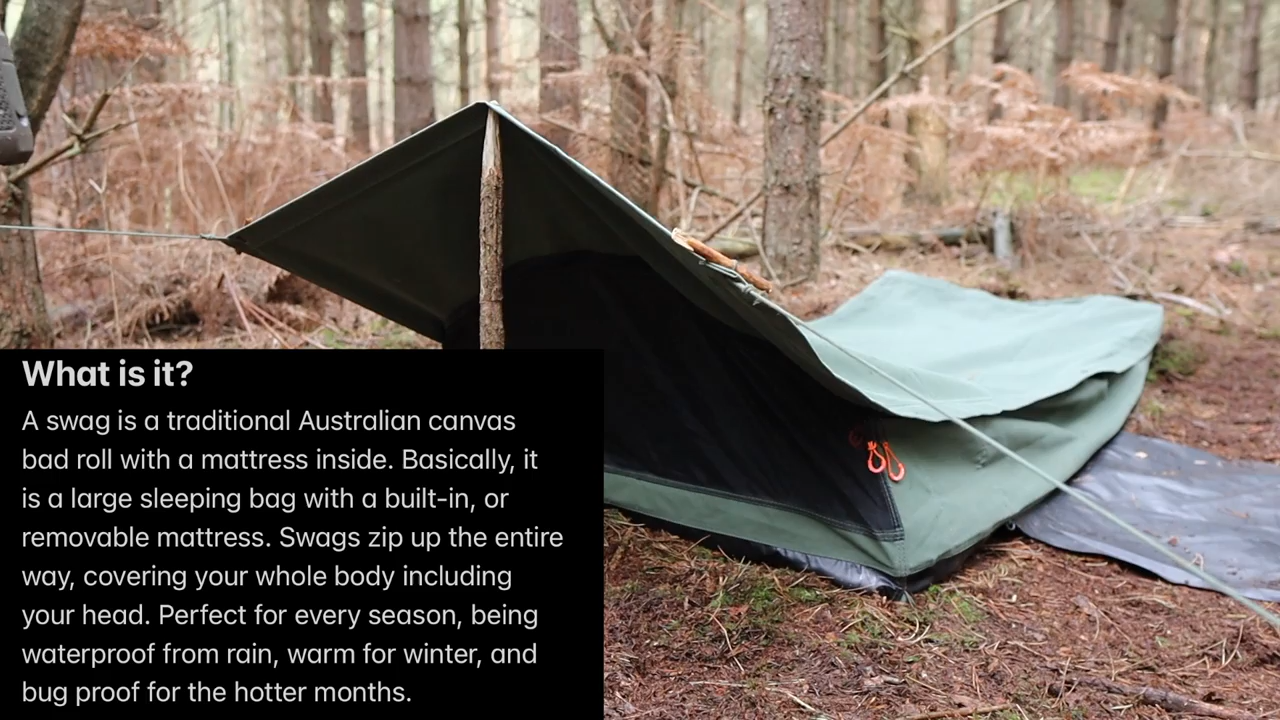 What is it?
A swag is a traditional Australian canvas
bad roll with a mattress inside. Basically, it
is a large sleeping bag with a built-in, or
removable mattress. Swags zip up the entire
way, covering your whole body including
your head. Perfect for every season, being
waterproof from rain, warm for winter, and
bug proof for the hotter months.